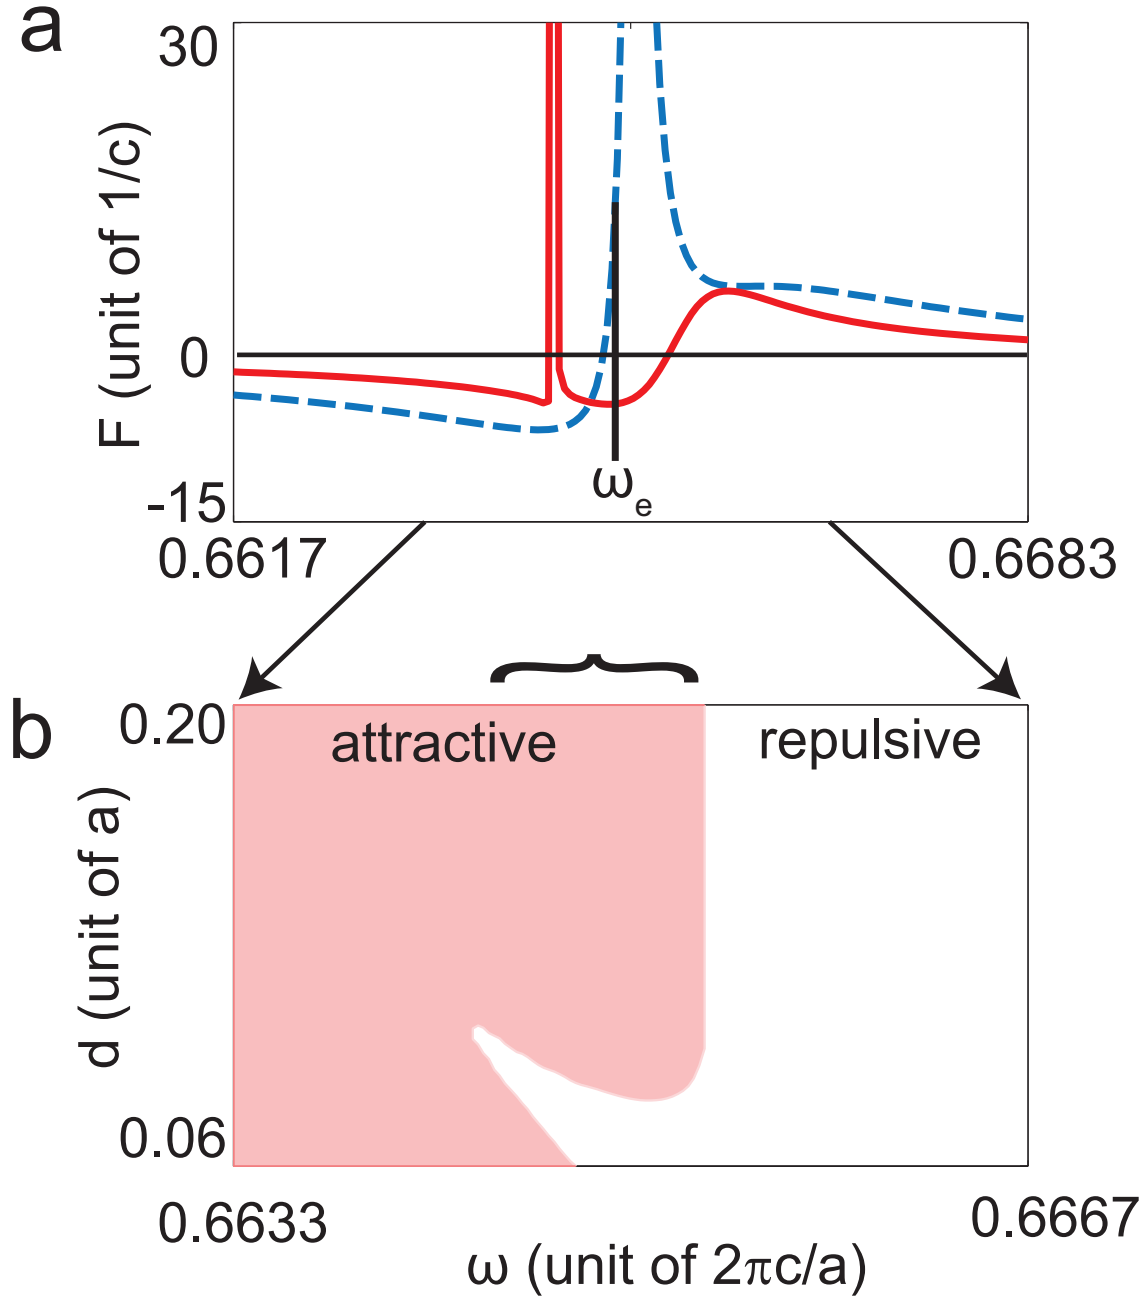 a
30
F (unit of 1/c)
0
-15
ωe
0.6617
0.6683
b
0.20
attractive
repulsive
d (unit of a)
0.06
0.6633
0.6667
ω (unit of 2πc/a)